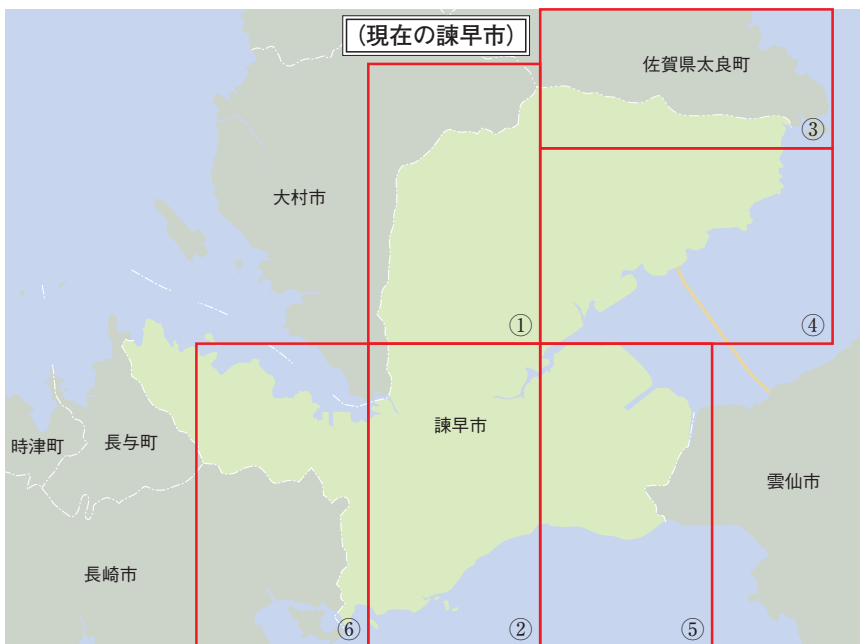 (現在の諫早市)
佐賀県太良町
③
大村市
①
④
諫早市
時津町
長与町
雲仙市
長崎市
⑥
②
⑤